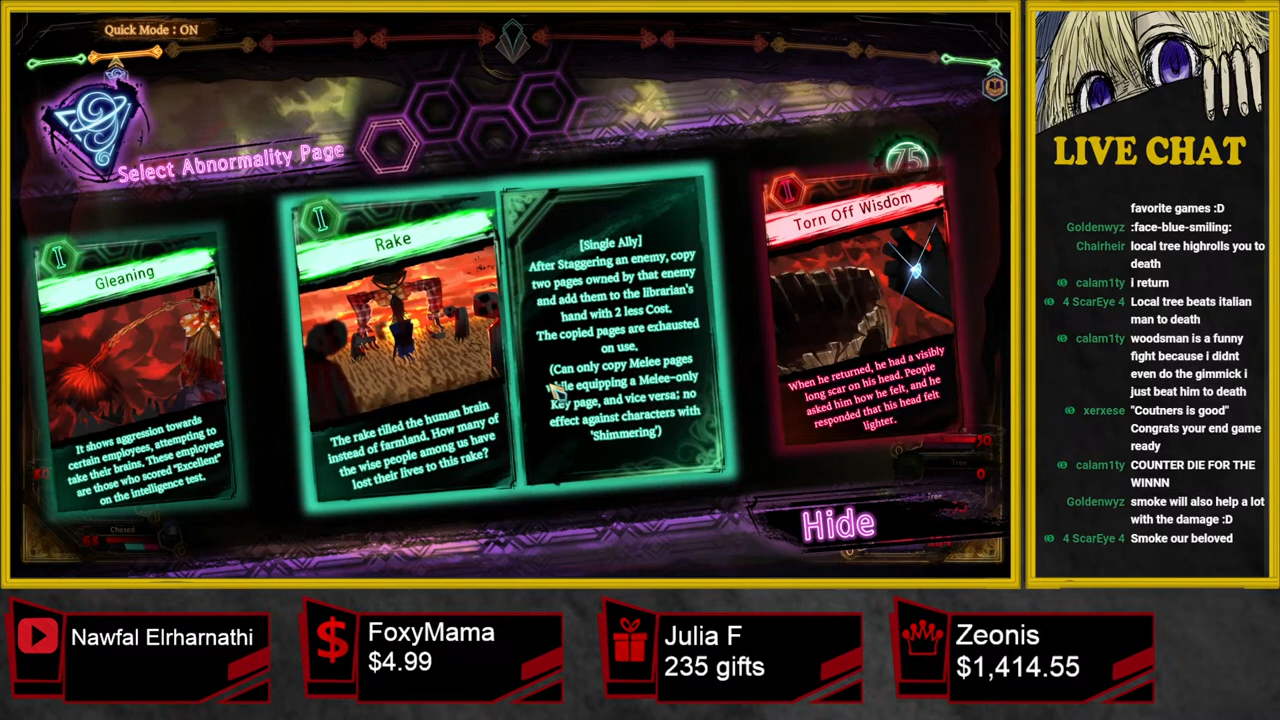 Quick Mode : ON
Select Abnormality Page
75
I
Gleaning
It shows aggression towards
certain employees, attempting to
take their brains. These employees
are those who scored "Excellent"
on the intelligence test.
I
Rake
The rake tilled the human brain
instead of farmland. How many of
the wise people among us have
lost their lives to this rake?
[Single Ally]
After Staggering an enemy, copy
two pages owned by that enemy
and add them to the librarian's
hand with 2 less Cost.
The copied pages are exhausted
on use.
(Can only copy Melee pages
while equipping a Melee-only
Key page, and vice versa; no
effect against characters with
'Shimmering')
I
Torn Off Wisdom
When he returned, he had a visibly
long scar on his head. People
asked him how he felt, and he
responded that his head felt
lighter.
Chesed
Tree
0
Tree
Hide
LIVE CHAT
favorite games :D
Goldenwyz :face-blue-smiling:
Chairheir local tree highrolls you to
death
calam1ty i return
4 ScarEye 4 Local tree beats italian
man to death
calam1ty woodsman is a funny
fight because i didnt
even do the gimmick i
just beat him to death
xerxese "Coutners is good"
Congrats your end game
ready
calam1ty COUNTER DIE FOR THE
WINNN
Goldenwyz smoke will also help a lot
with the damage :D
4 ScarEye 4 Smoke our beloved
Nawfal Elrharnathi
$
FoxyMama
$4.99
Julia F
235 gifts
Zeonis
$1,414.55